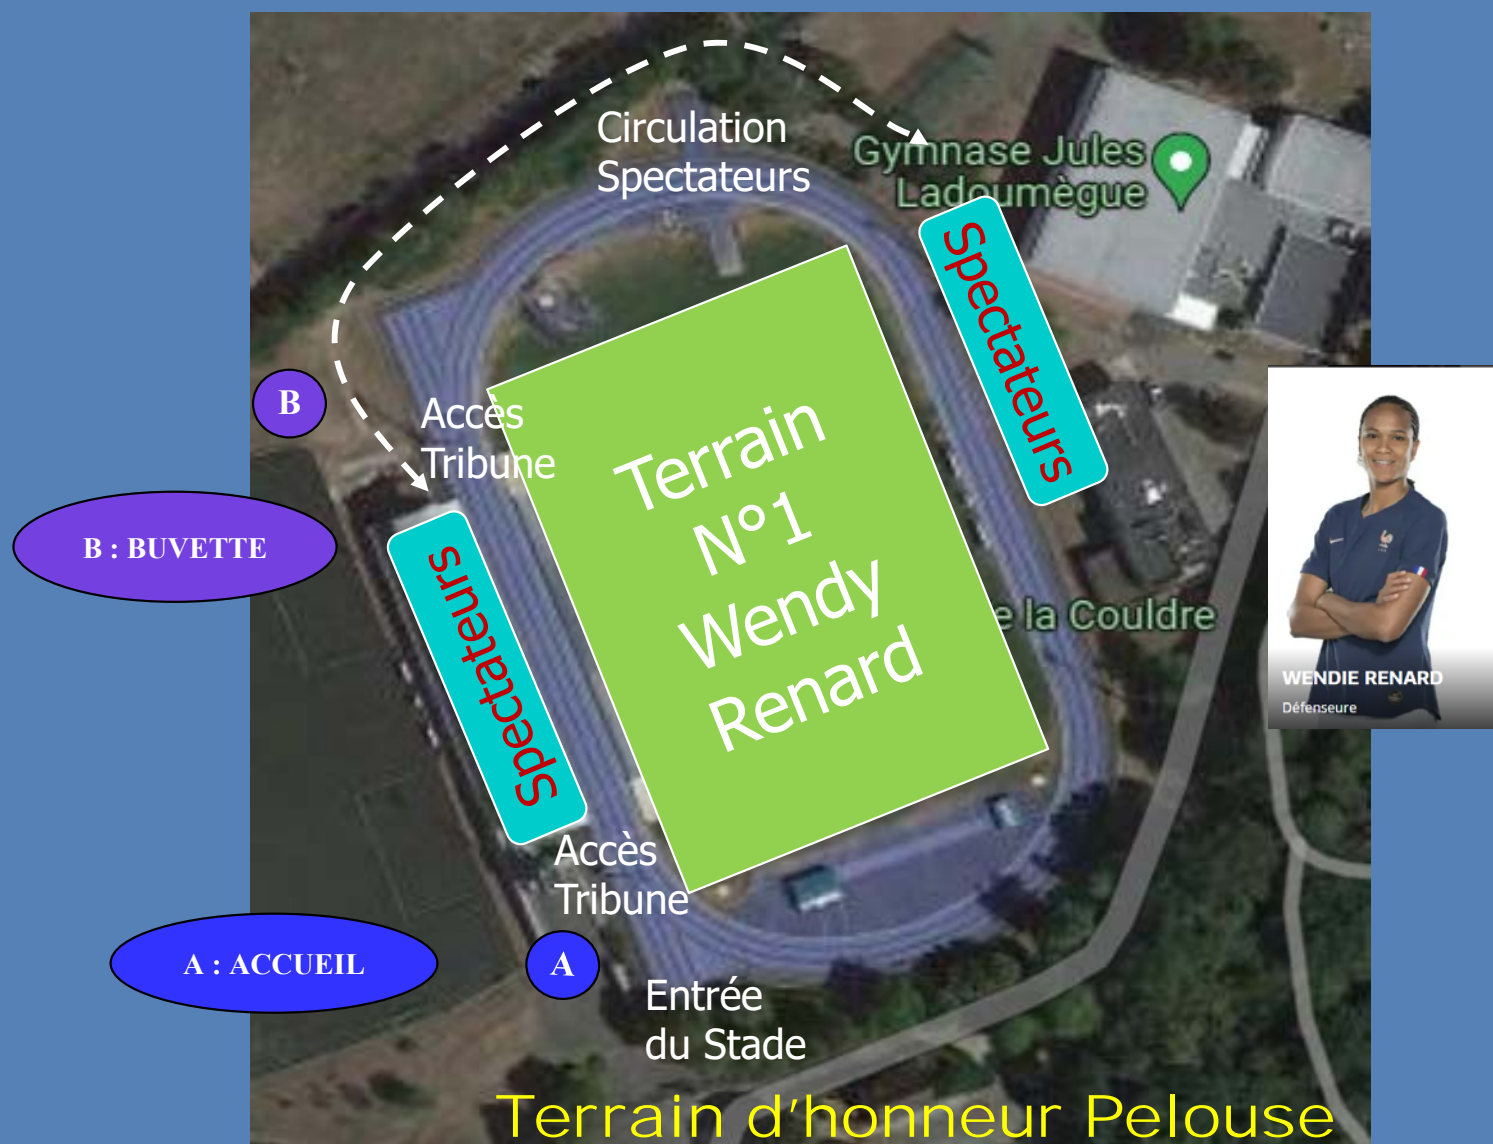 Circulation
Spectateurs
Gymnase Jules
Ladoumègue
Spectateurs
B
Accès
Tribune
Terrain
N°1
Wendy
Renard
B : BUVETTE
Spectateurs
e la Couldre
WENDIE RENARD
Défenseure
Accès
Tribune
A : ACCUEIL
A
Entrée
du Stade
Terrain d'honneur Pelouse